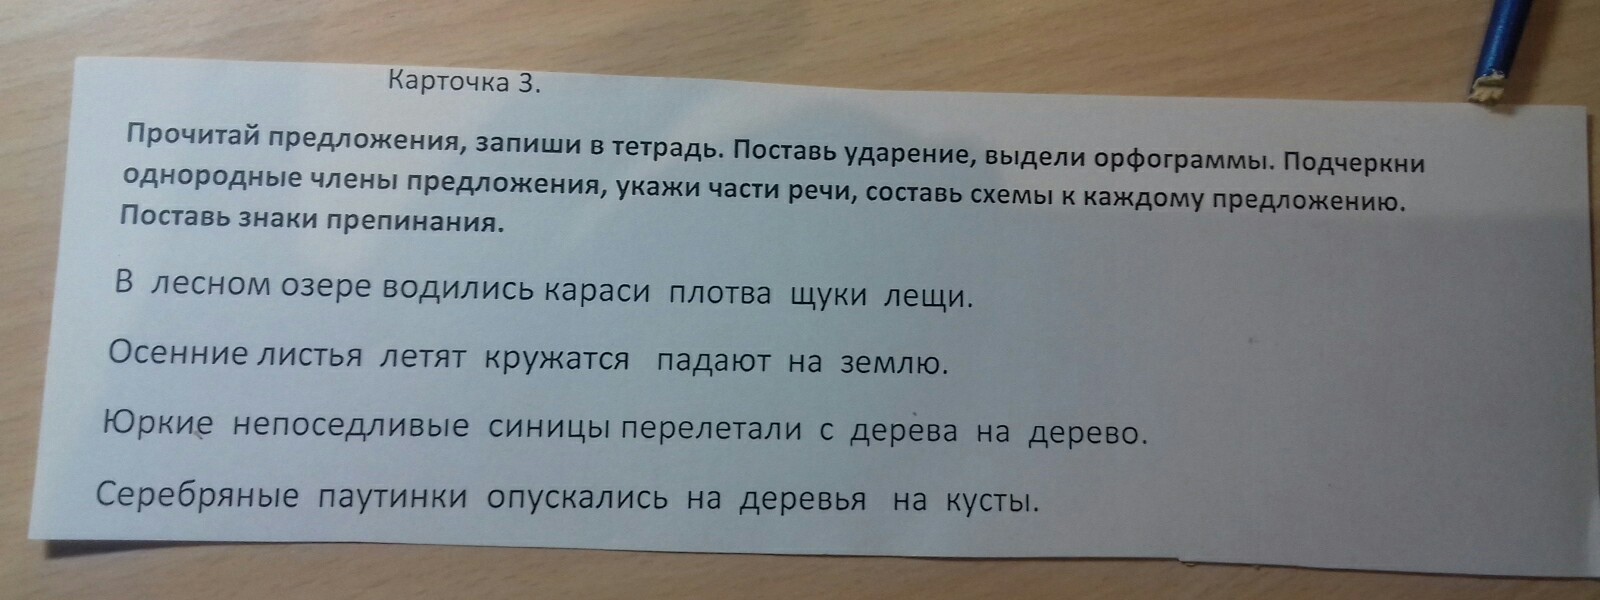 Карточка 3.
Прочитай предложения, запиши в тетрадь. Поставь ударение, выдели орфограммы. Подчеркни
однородные члены предложения, укажи части речи, составь схемы к каждому предложению.
Поставь знаки препинания.
В лесном озере водились караси плотва щуки лещи.
Осенние листья летят кружатся падают на землю.
Юркие непоседливые синицы перелетали с дерева на дерево.
Серебряные паутинки опускались на деревья на кусты.